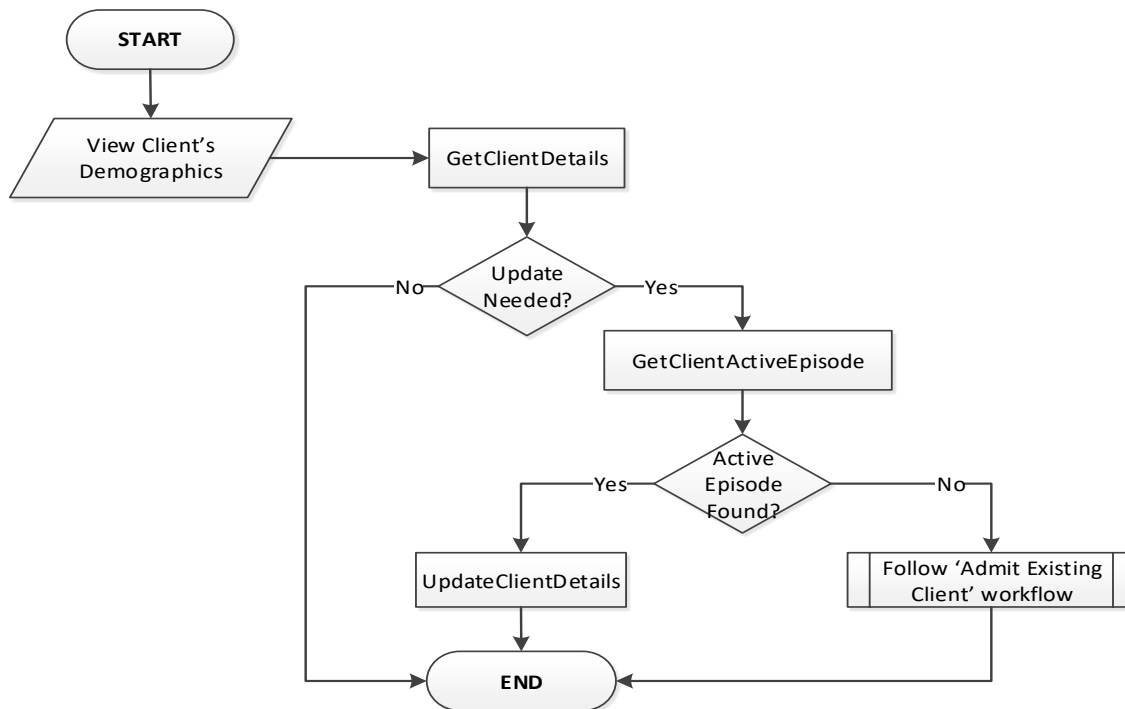 START
View Client’s
Demographics
GetClientDetails
Update
Needed?
No
Yes
GetClientActiveEpisode
Active
Episode
Found?
Yes
No
UpdateClientDetails
Follow ‘Admit Existing
Client’ workflow
END